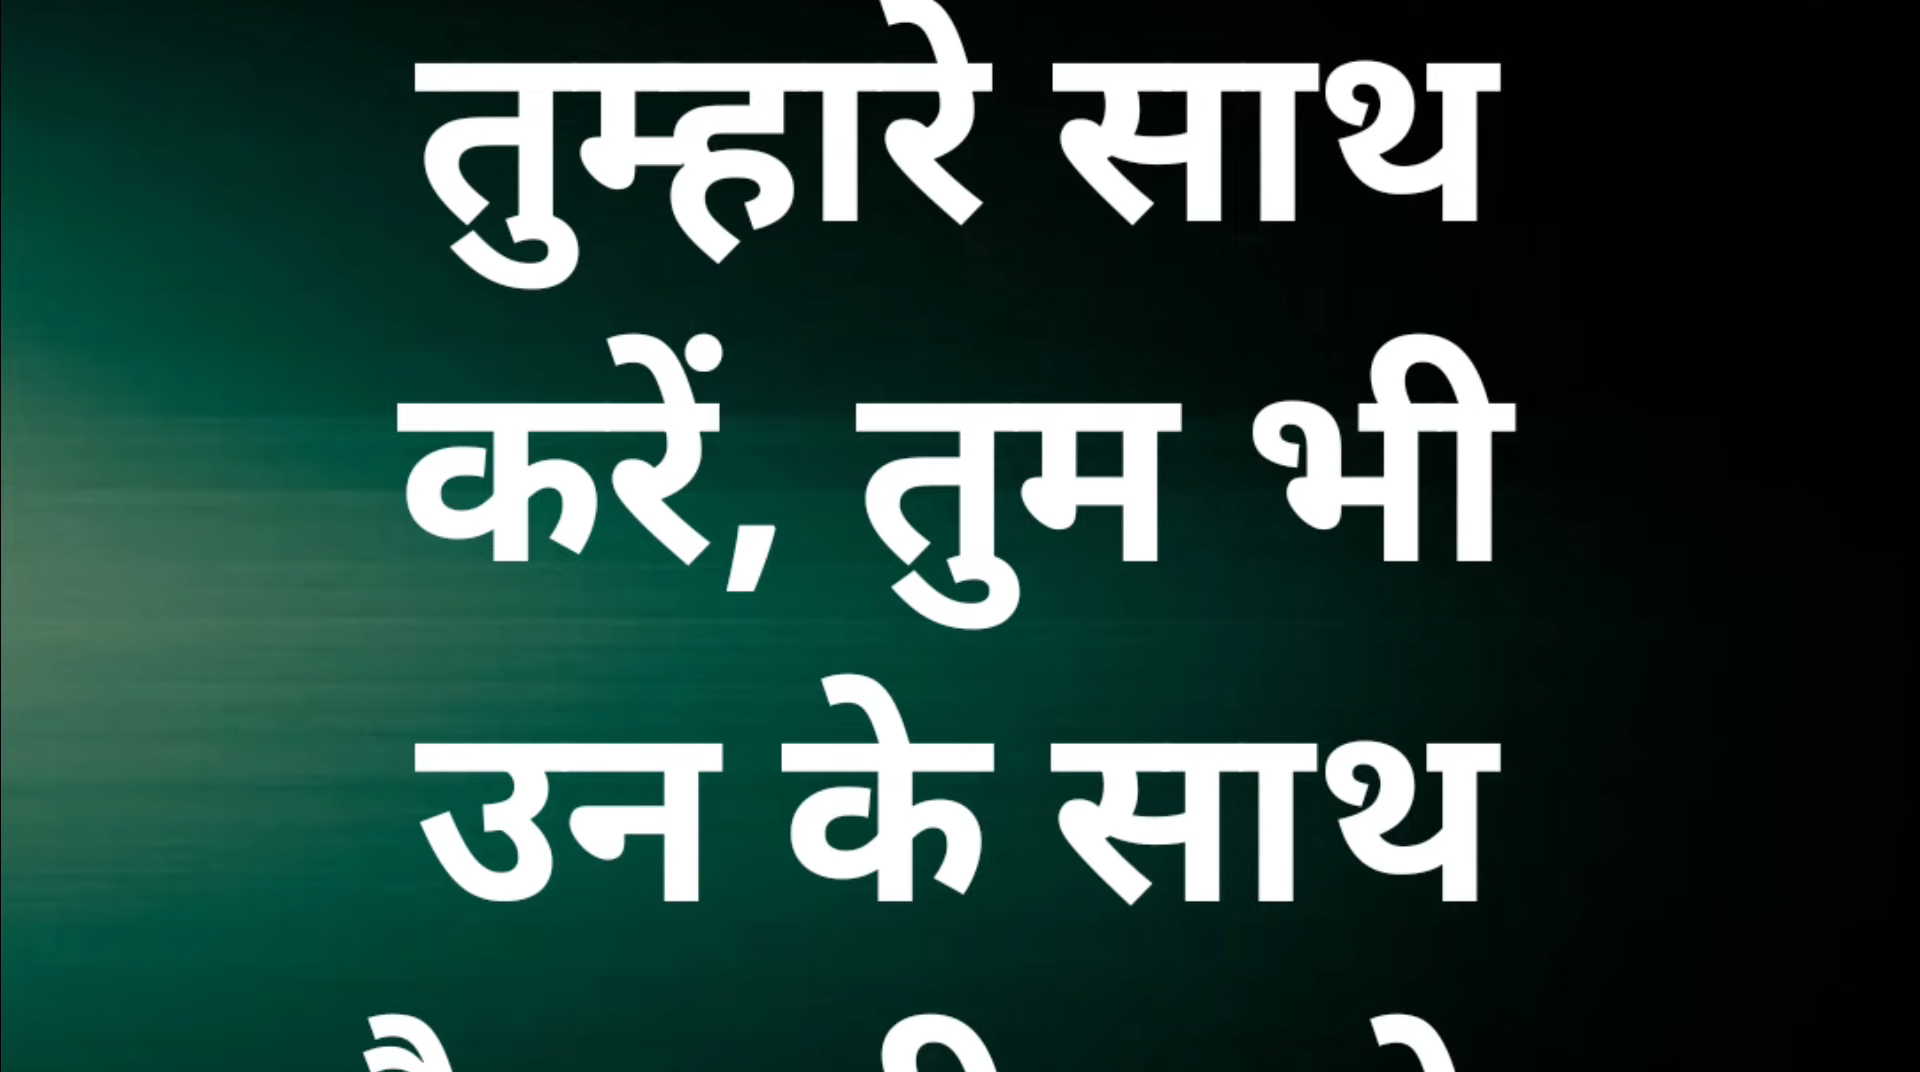 तुम्हारे साथ
करें, तुम भी
उन के साथ